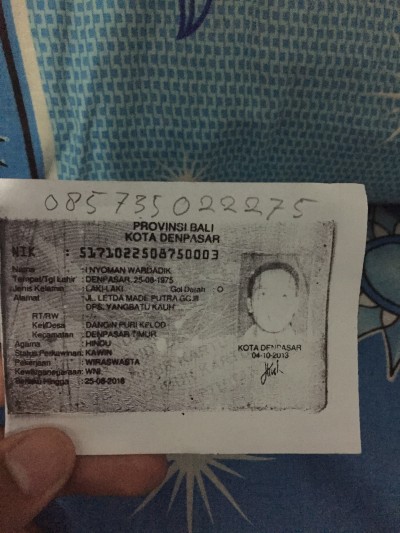 085735022275
PROVINSI BALI
KOTA DENPASAR
NIK : 5171022508750003
Nama : I NYOMAN WARDADIK
Tempat/Tgl Lahir : DENPASAR, 25-08-1975
Jenis Kelamin : LAKI-LAKI Gol Darah : O
Alamat : JL. LETDA MADE PUTRA
DPS. YANGBATU KAUH
RT/RW : -/-
Kel/Desa : DANGIN PURI KELOD
Kecamatan : DENPASAR TIMUR
Agama : HINDU
Status Perkawinan : KAWIN
Pekerjaan : WIRASWASTA
Kewarganegaraan : WNI
Berlaku Hingga : 25-08-2018
KOTA DENPASAR
04-10-2013